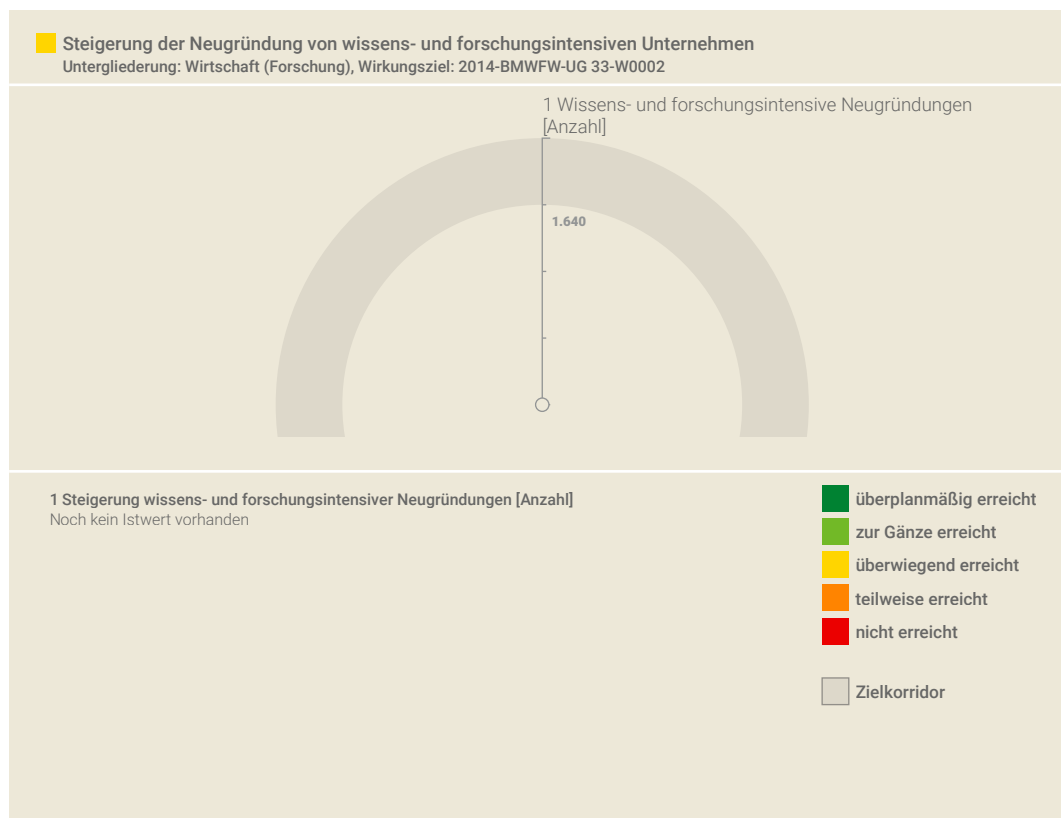 Steigerung der Neugründung von wissens- und forschungsintensiven Unternehmen
Untergliederung: Wirtschaft (Forschung), Wirkungsziel: 2014-BMWFW-UG 33-W0002
1 Wissens- und forschungsintensive Neugründungen
[Anzahl]
1.640
1 Steigerung wissens- und forschungsintensiver Neugründungen [Anzahl]
Noch kein Istwert vorhanden
überplanmäßig erreicht
zur Gänze erreicht
überwiegend erreicht
teilweise erreicht
nicht erreicht
Zielkorridor